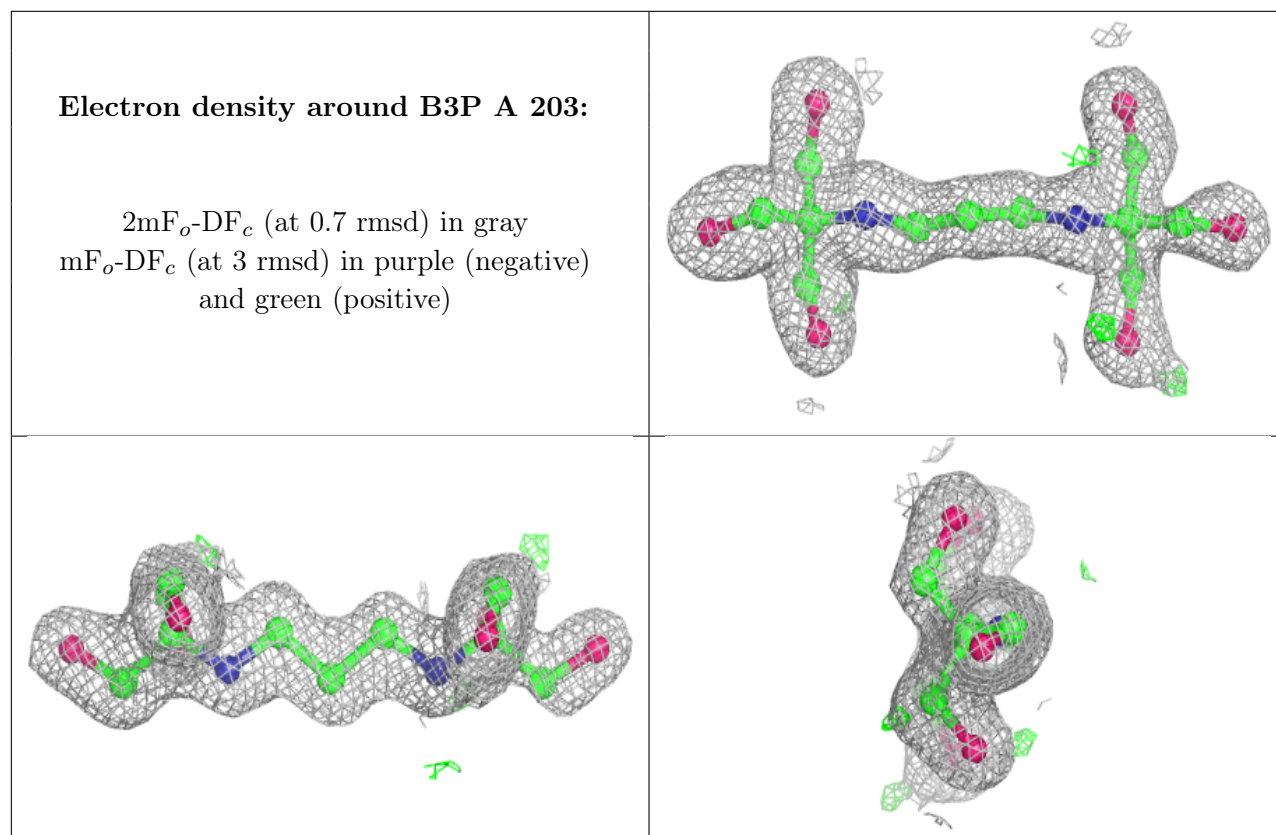 Electron density around B3P A 203:
2mFo-DFc (at 0.7 rmsd) in gray
mFo-DFc (at 3 rmsd) in purple (negative)
and green (positive)